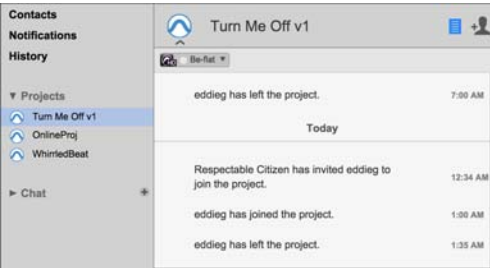 Contacts
Notifications
History
Projects
Turn Me Off v1
OnlineProj
WhirrledBeat
Chat
Turn Me Off v1
Be-flat
eddieg has left the project. 7:00 AM
Today
Respectable Citizen has invited eddieg to
join the project. 12:34 AM
eddieg has joined the project. 1:00 AM
eddieg has left the project. 1:35 AM